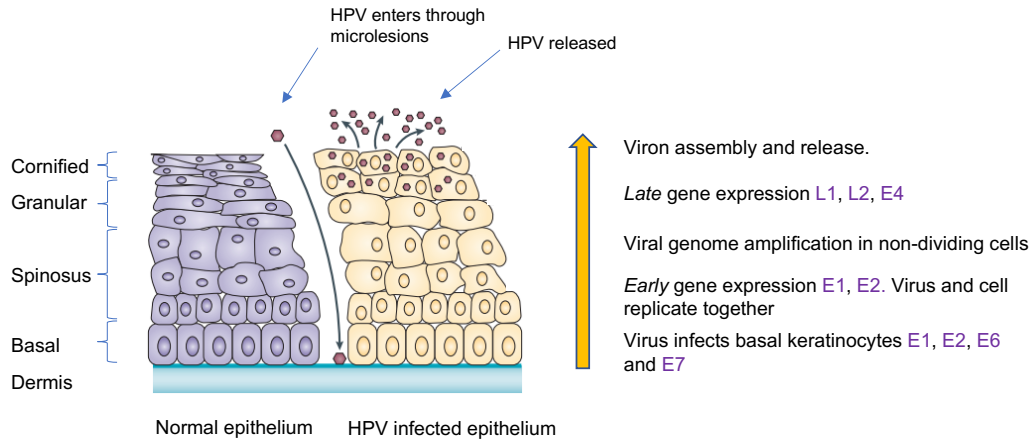 HPV enters through
microlesions
HPV released
Cornified
Granular
Spinosus
Basal
Dermis
Normal epithelium
HPV infected epithelium
Viron assembly and release.
Late gene expression L1, L2, E4
Viral genome amplification in non-dividing cells
Early gene expression E1, E2. Virus and cell
replicate together
Virus infects basal keratinocytes E1, E2, E6
and E7